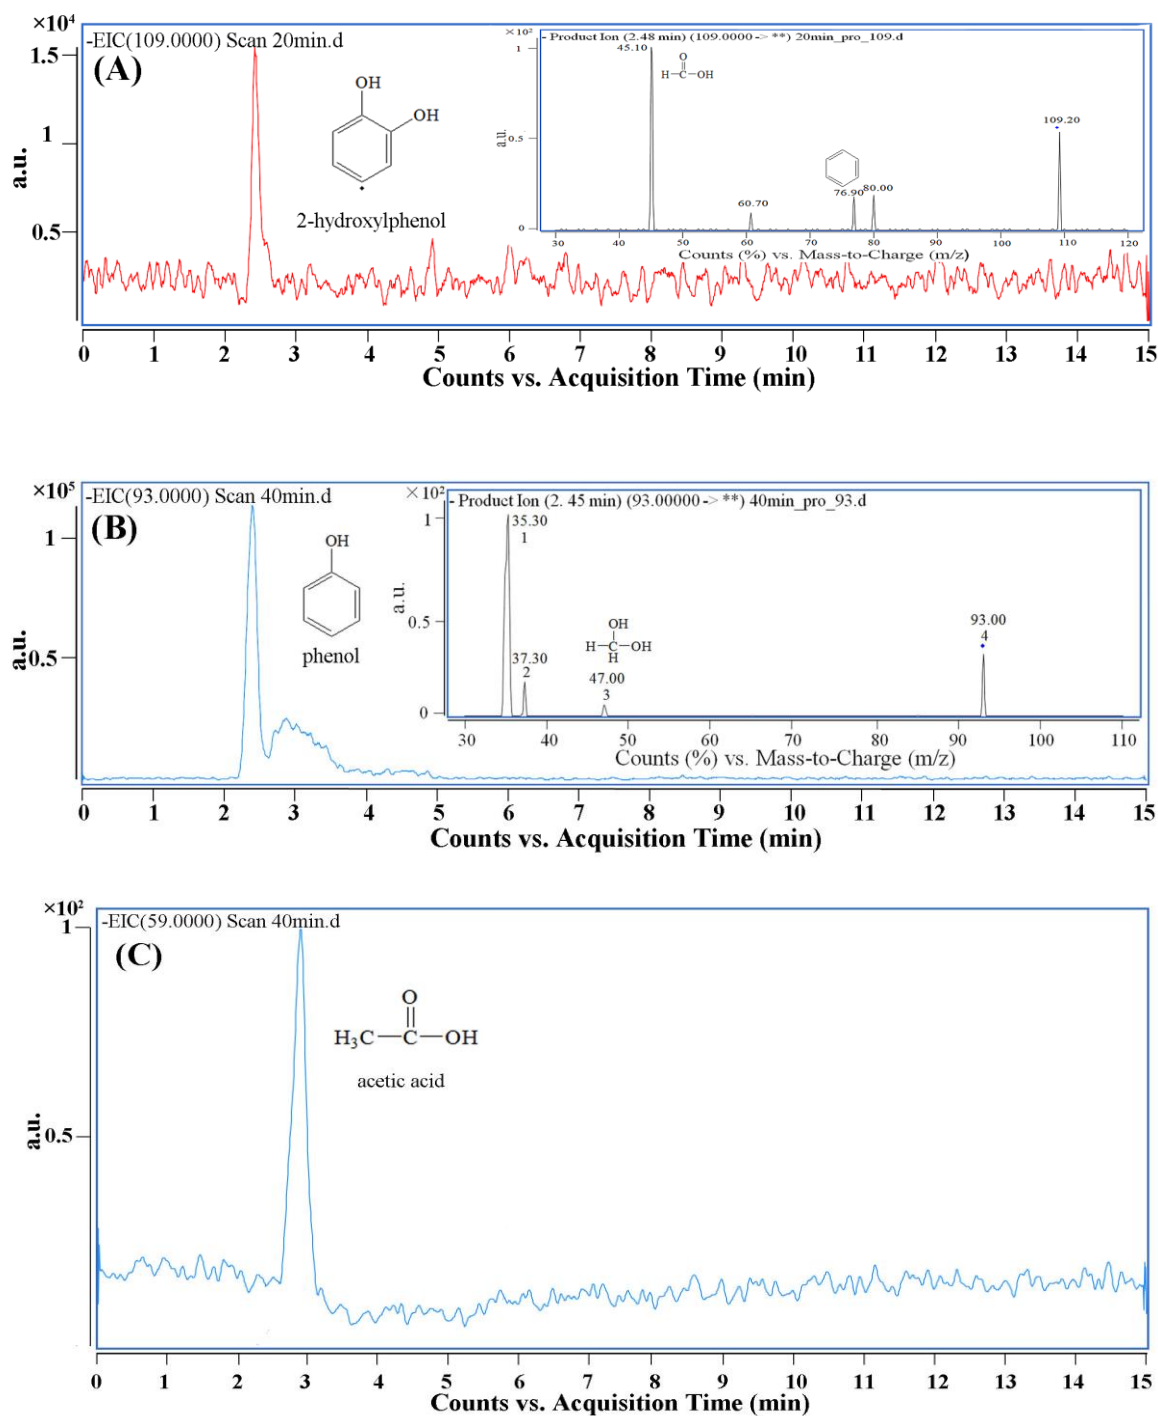 ×10⁴
-EIC(109.0000) Scan 20min.d
(A)
1.5
1
0.5
a.u.
OH
OH
2-hydroxylphenol
×10²
- Product Ion (2.48 min) (109.0000 -> **) 20min_pro_109.d
1
0.5
0
a.u.
45.10
O
H-C-OH
60.70
76.90
80.00
109.20
30 40 50 60 70 80 90 100 110 120
Counts (%) vs. Mass-to-Charge (m/z)
0 1 2 3 4 5 6 7 8 9 10 11 12 13 14 15
Counts vs. Acquisition Time (min)
×10⁵
-EIC(93.0000) Scan 40min.d
(B)
1
0.5
a.u.
OH
phenol
×10²
- Product Ion (2. 45 min) (93.00000 -> **) 40min_pro_93.d
1
0.5
0
a.u.
35.30
1
37.30
2
OH
H-C-OH
H
47.00
3
93.00
4
30 40 50 60 70 80 90 100 110
Counts (%) vs. Mass-to-Charge (m/z)
0 1 2 3 4 5 6 7 8 9 10 11 12 13 14 15
Counts vs. Acquisition Time (min)
×10²
-EIC(59.0000) Scan 40min.d
(C)
1
0.5
a.u.
O
H₃C-C-OH
acetic acid
0 1 2 3 4 5 6 7 8 9 10 11 12 13 14 15
Counts vs. Acquisition Time (min)